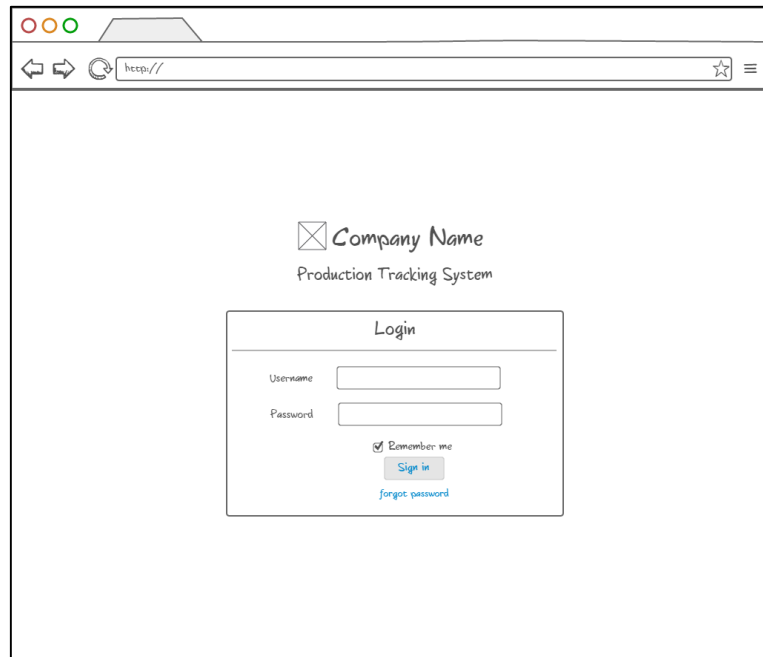 http://
Company Name
Production Tracking System
Login
Username
Password
Remember me
Sign in
forgot password